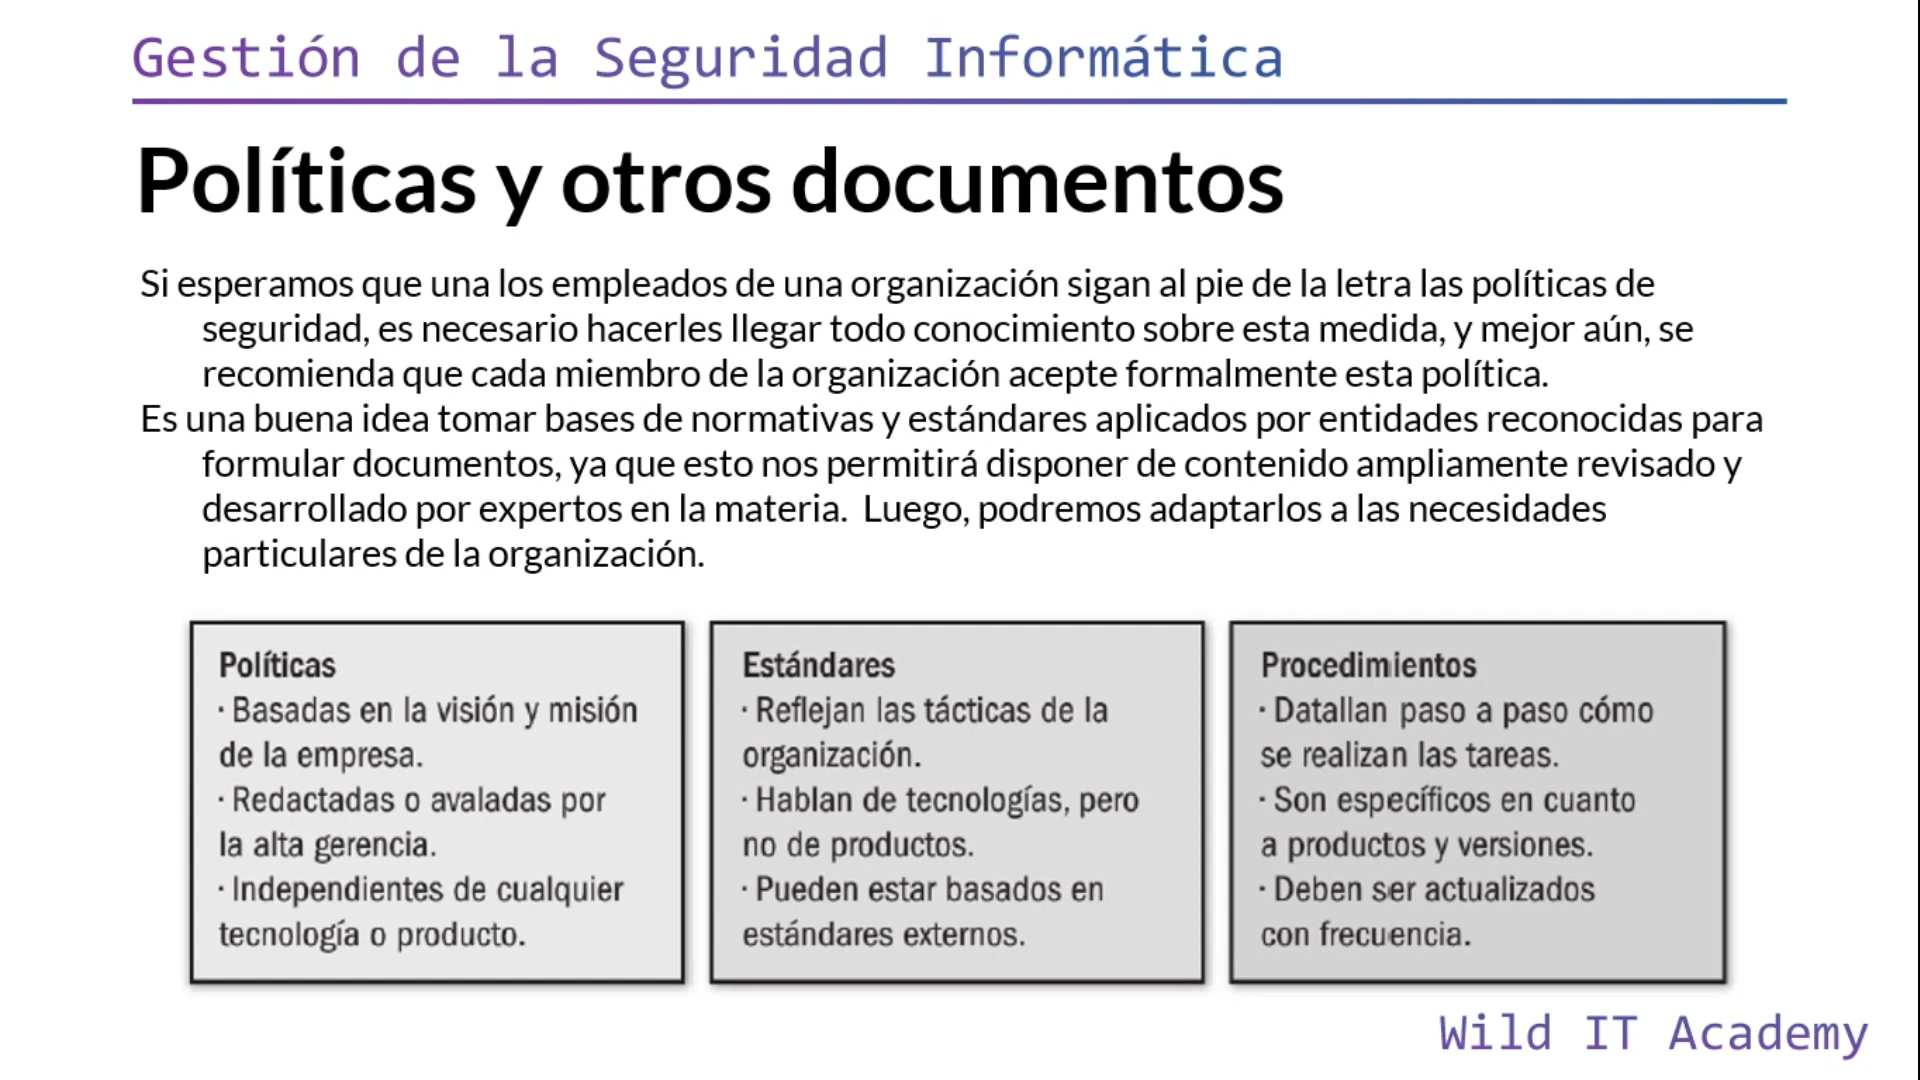 Gestión de la Seguridad Informática
Políticas y otros documentos
Si esperamos que una los empleados de una organización sigan al pie de la letra las políticas de
seguridad, es necesario hacerles llegar todo conocimiento sobre esta medida, y mejor aún, se
recomienda que cada miembro de la organización acepte formalmente esta política.
Es una buena idea tomar bases de normativas y estándares aplicados por entidades reconocidas para
formular documentos, ya que esto nos permitirá disponer de contenido ampliamente revisado y
desarrollado por expertos en la materia.  Luego, podremos adaptarlos a las necesidades
particulares de la organización.
Políticas
· Basadas en la visión y misión
de la empresa.
· Redactadas o avaladas por
la alta gerencia.
· Independientes de cualquier
tecnología o producto.
Estándares
· Reflejan las tácticas de la
organización.
· Hablan de tecnologías, pero
no de productos.
· Pueden estar basados en
estándares externos.
Procedimientos
· Datallan paso a paso cómo
se realizan las tareas.
· Son específicos en cuanto
a productos y versiones.
· Deben ser actualizados
con frecuencia.
Wild IT Academy